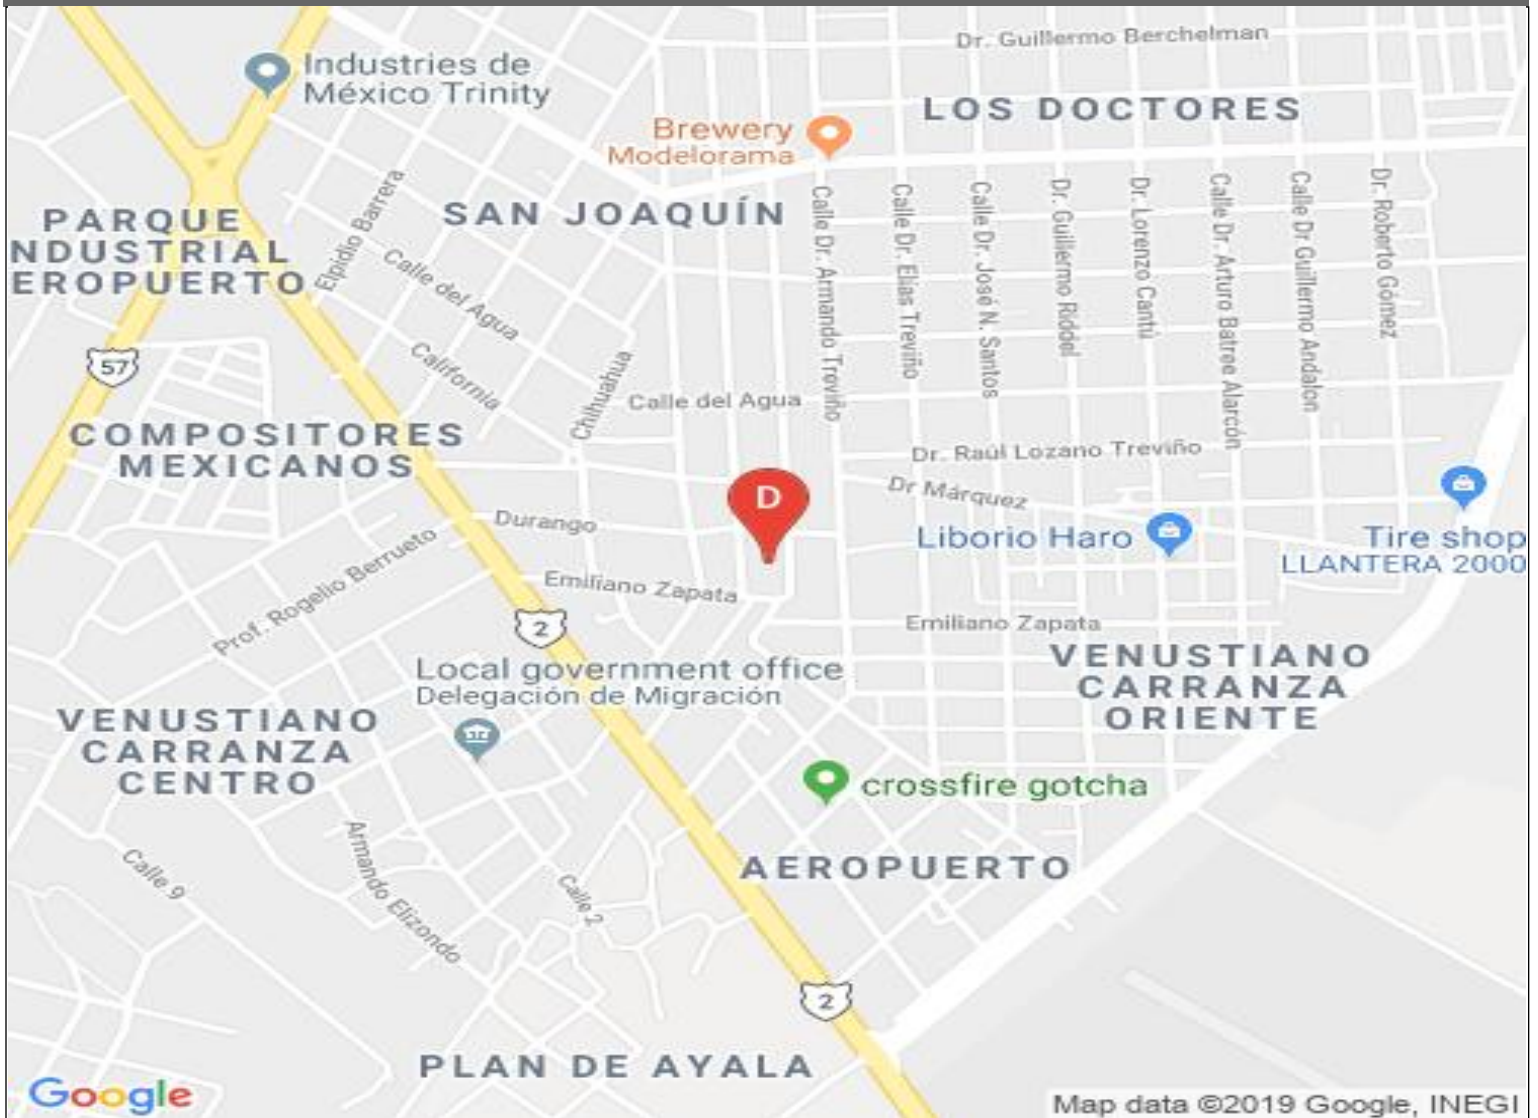 Dr. Guillermo Berchelman
Industries de
México Trinity
LOS DOCTORES
Brewery
Modelorama
PARQUE
NDUSTRIAL
EROPUERTO
SAN JOAQUÍN
Elpidio Barrera
Calle del Agua
California
Chihuahua
Calle del Agua
Calle Dr. Armando Treviño
Calle Dr. Elías Treviño
Calle Dr. José N. Santos
Dr. Guillermo Riddel
Dr. Lorenzo Cantú
Calle Dr. Arturo Batree Alarcón
Calle Dr Guillermo Andalon
Dr. Roberto Gómez
57
COMPOSITORES
MEXICANOS
Dr. Raúl Lozano Treviño
Dr Márquez
D
Durango
Liborio Haro
Tire shop
LLANTERA 2000
Prof. Rogelio Berrueto
Emiliano Zapata
2
Emiliano Zapata
Local government office
Delegación de Migración
VENUSTIANO
CARRANZA
ORIENTE
VENUSTIANO
CARRANZA
CENTRO
crossfire gotcha
Calle 9
Armando Elizondo
Calle 2
AEROPUERTO
2
PLAN DE AYALA
Google
Map data ©2019 Google, INEGI